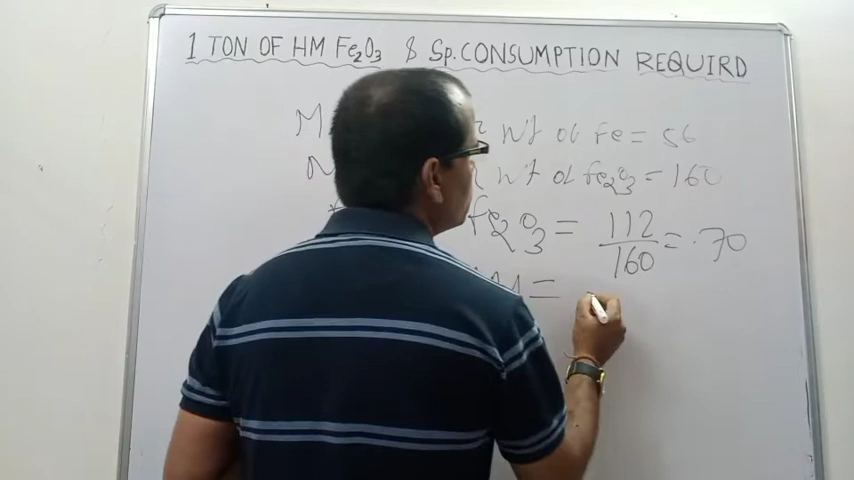 1 TON OF HM Fe2O3 & Sp. CONSUMPTION REQUIRD
M wt of Fe = 56
wt of Fe2O3 = 160
Fe2O3 = 112/160 = .70
M =